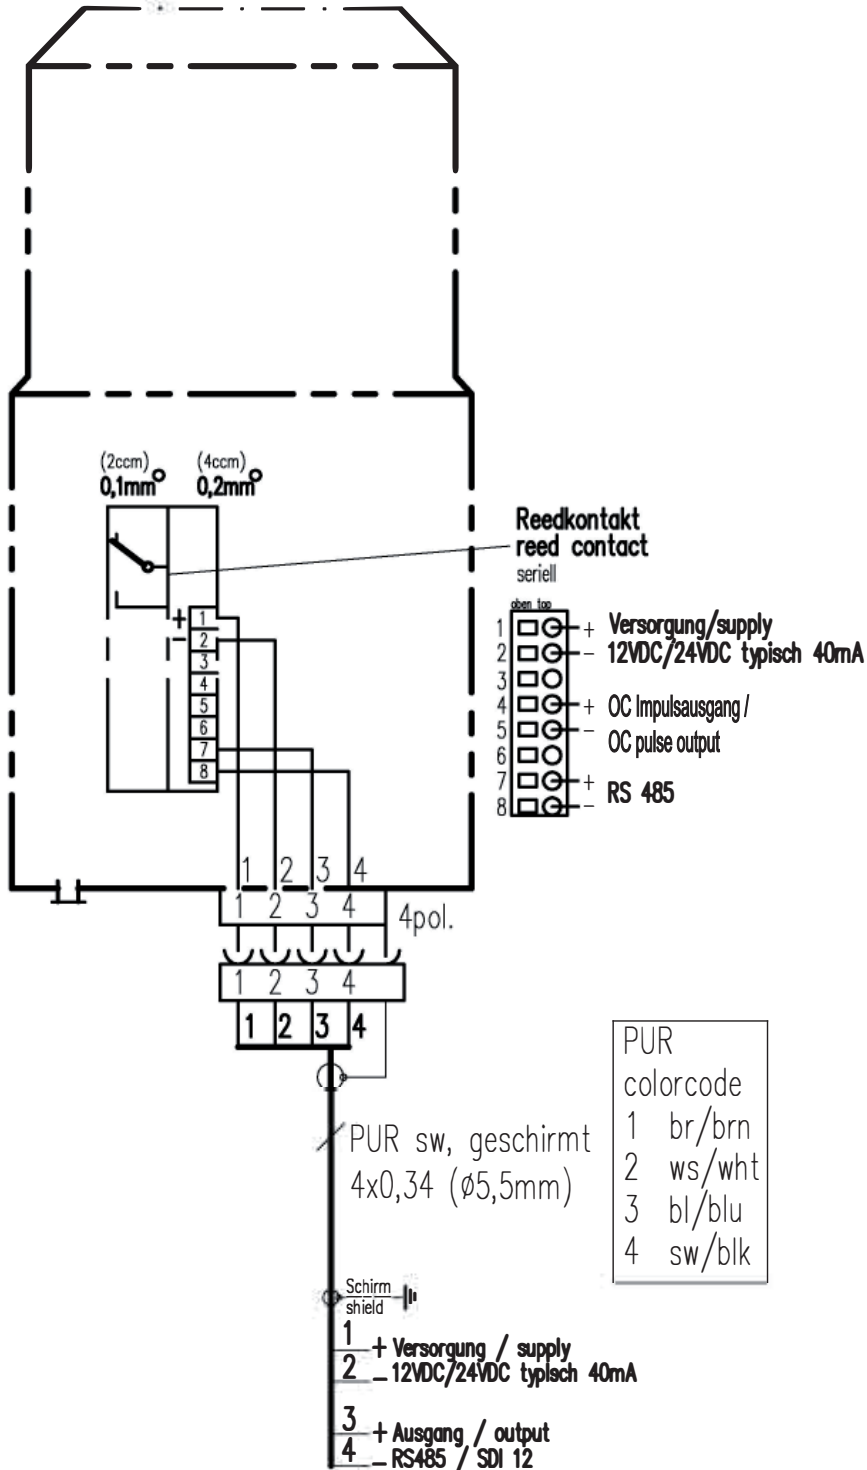 (2ccm) (4ccm)
0,1mm° 0,2mm°
Reedkontakt
reed contact
seriell
oben top
+ 1
− 2
3
4
5
6
7
8
1 + Versorgung/supply
2 − 12VDC/24VDC typisch 40mA
3
4 + OC Impulsausgang /
5 − OC pulse output
6
7 + RS 485
8 −
1 2 3 4
1 2 3 4 4pol.
1 2 3 4
1 2 3 4
PUR
colorcode
1 br/brn
2 ws/wht
3 bl/blu
4 sw/blk
PUR sw, geschirmt
4x0,34 (ø5,5mm)
Schirm
shield
1 + Versorgung / supply
2 − 12VDC/24VDC typisch 40mA
3 + Ausgang / output
4 − RS485 / SDI 12